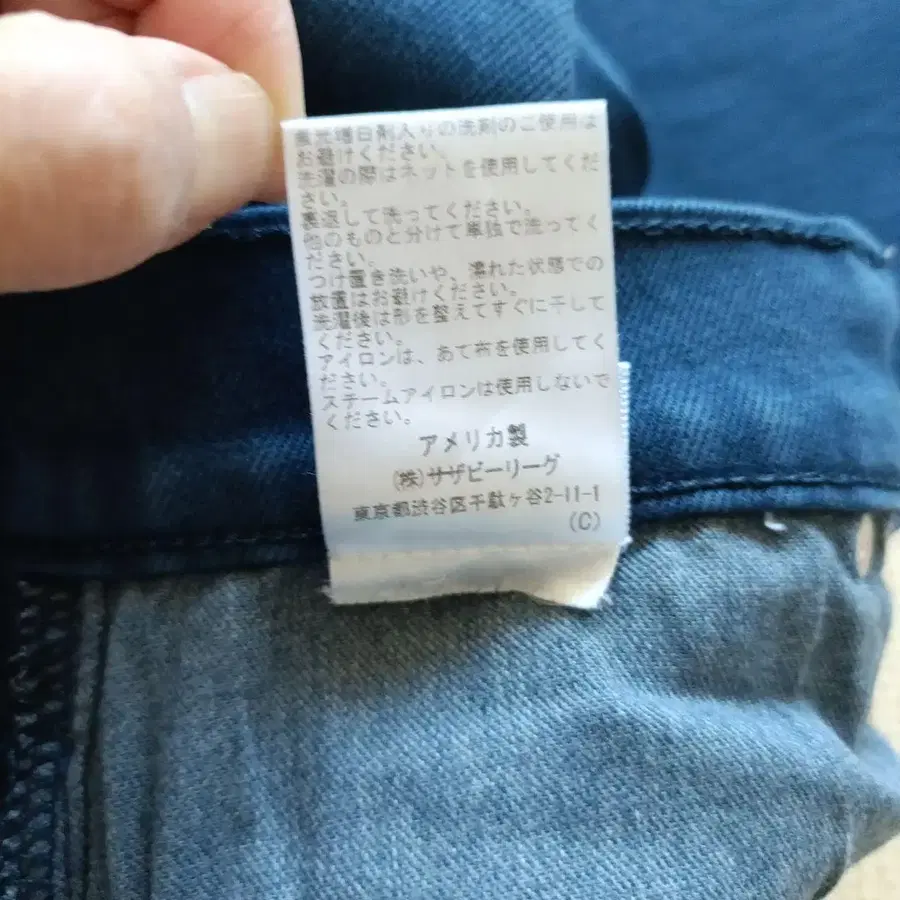 蛍光増白剤入りの洗剤のご使用は
お避けください。
洗濯の際はネットを使用してくだ
さい。
裏返して洗ってください。
他のものと分けて単独で洗ってく
ださい。
つけ置き洗いや、濡れた状態での
放置はお避けください。
洗濯後は形を整えてすぐに干して
ください。
アイロンは、あて布を使用してく
ださい。
スチームアイロンは使用しないで
ください。
アメリカ製
(株)サザビーリーグ
東京都渋谷区千駄ヶ谷2-11-1
(C)